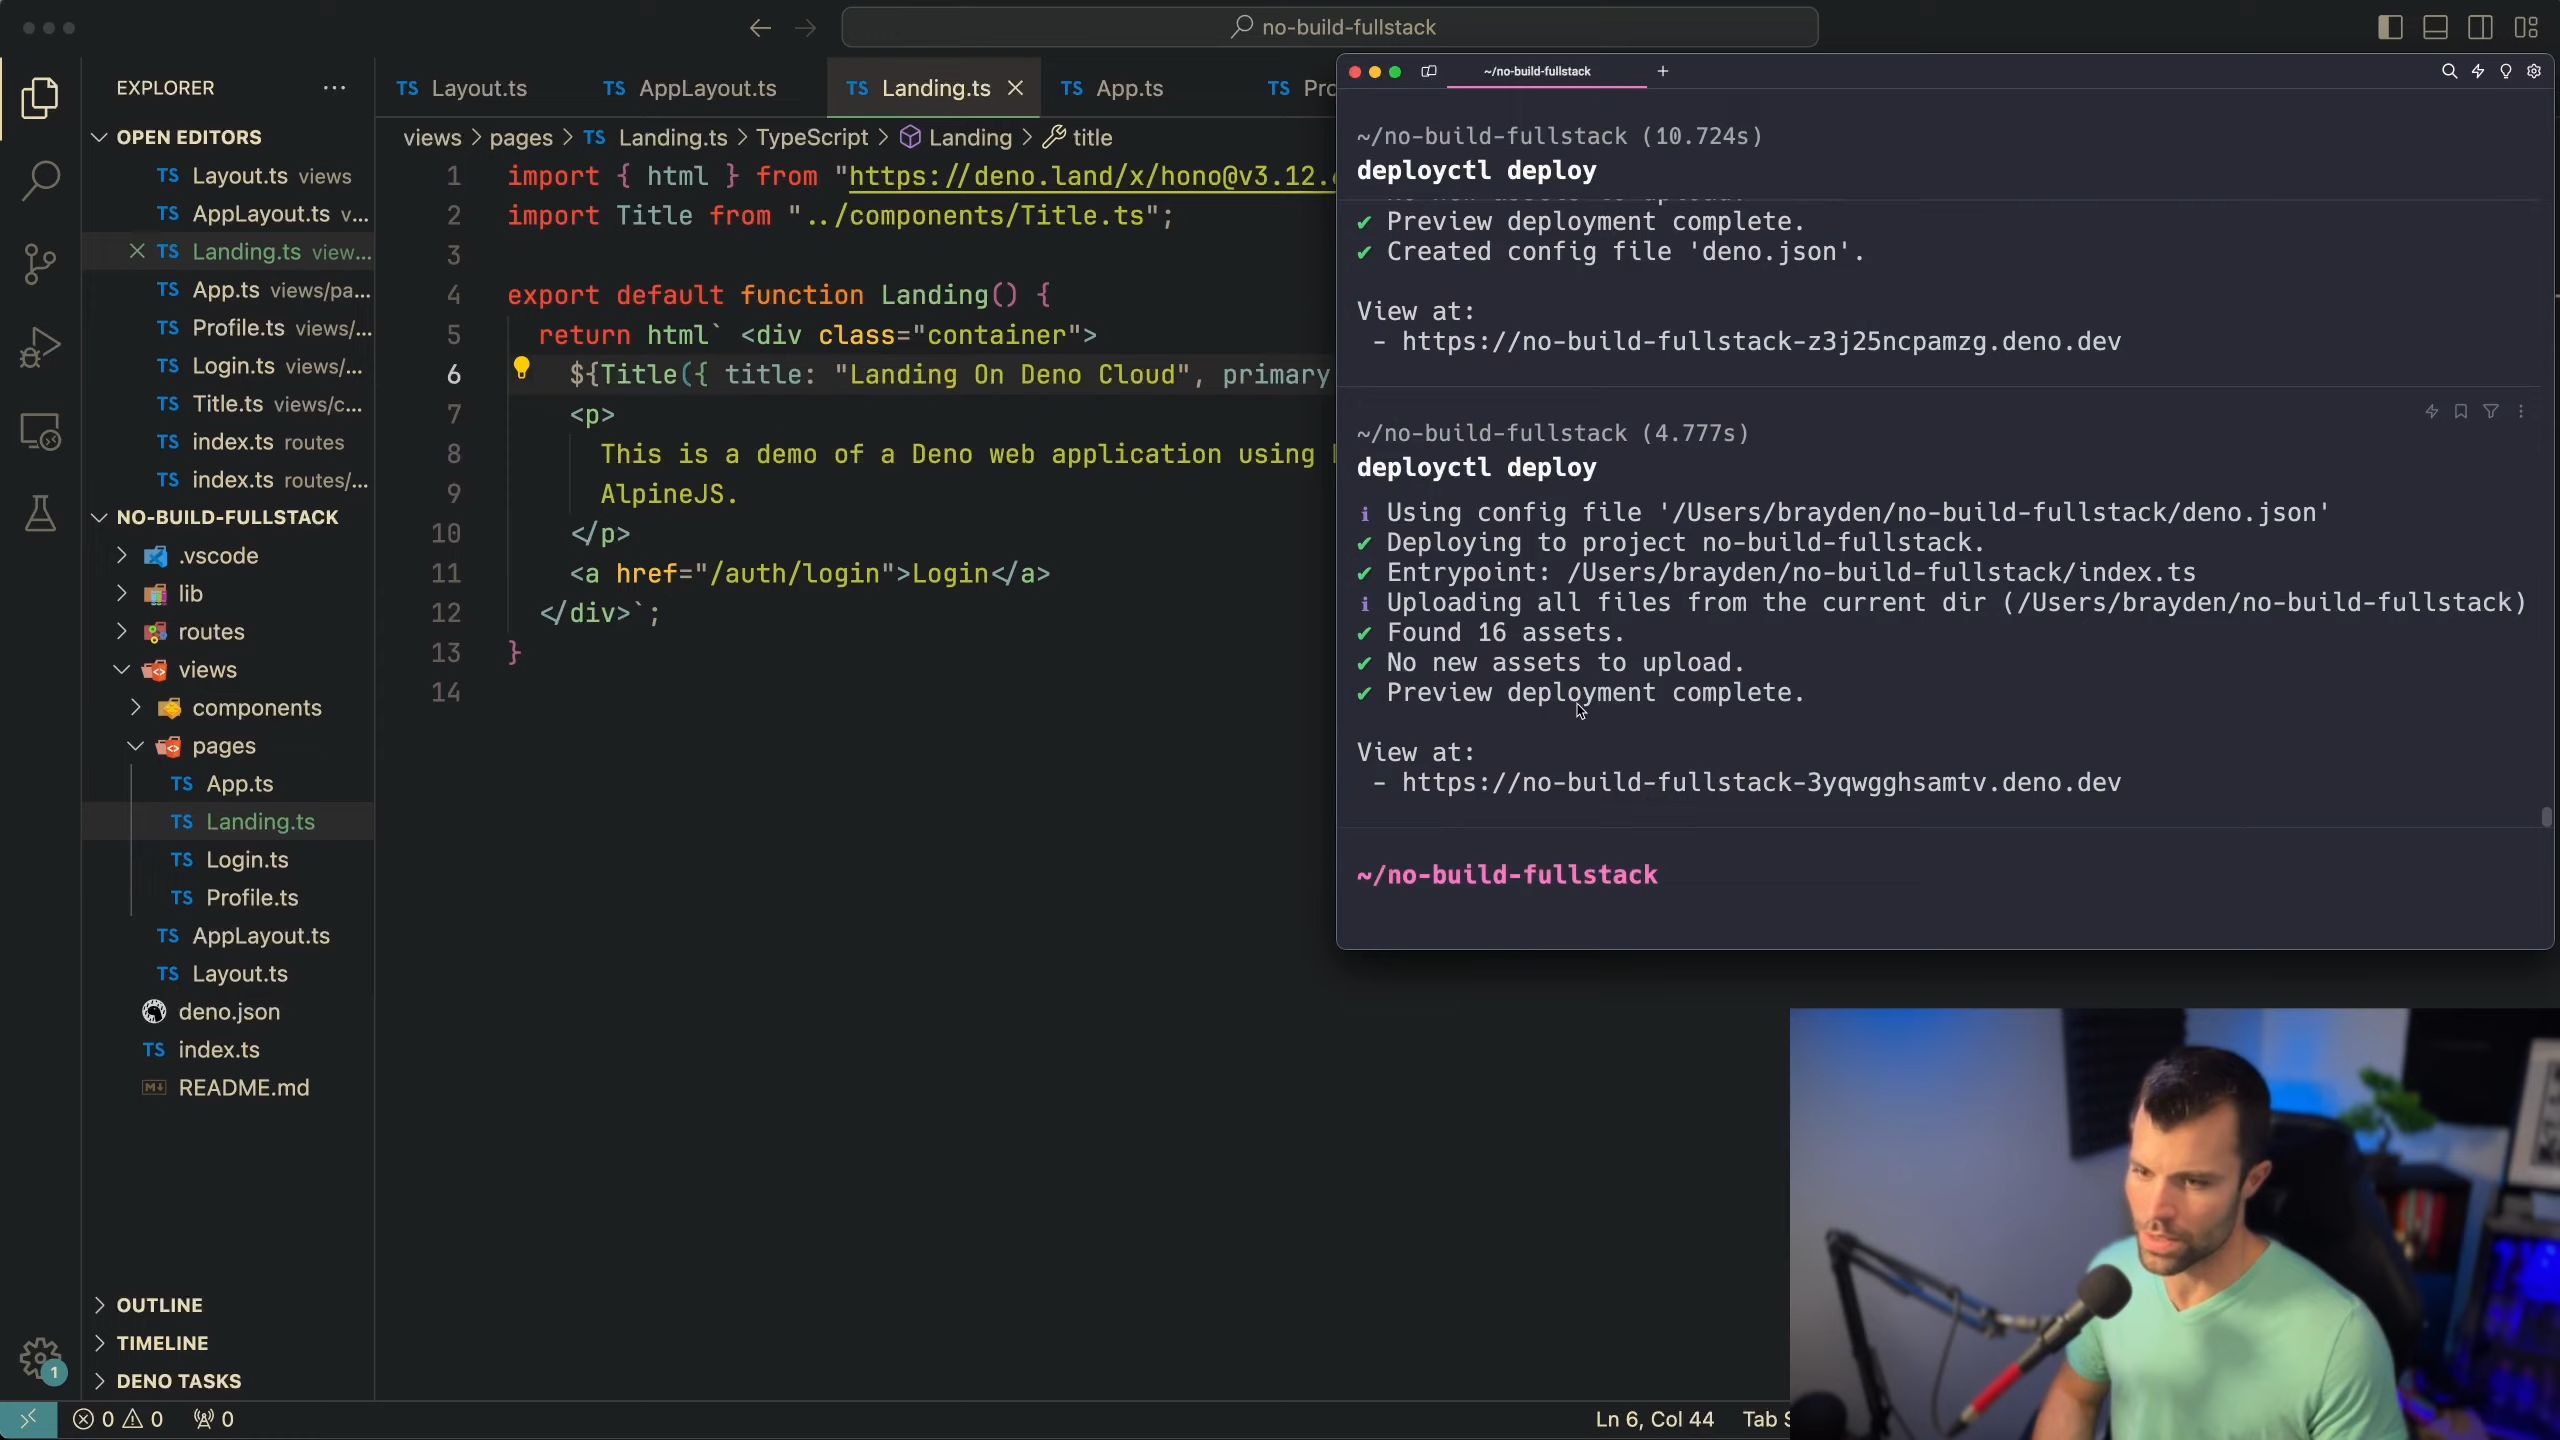 no-build-fullstack
EXPLORER
OPEN EDITORS
TS Layout.ts views
TS AppLayout.ts v...
TS Landing.ts view...
TS App.ts views/pa...
TS Profile.ts views/...
TS Login.ts views/...
TS Title.ts views/c...
TS index.ts routes
TS index.ts routes/...
NO-BUILD-FULLSTACK
.vscode
lib
routes
views
components
pages
TS App.ts
TS Landing.ts
TS Login.ts
TS Profile.ts
TS AppLayout.ts
TS Layout.ts
deno.json
TS index.ts
README.md
OUTLINE
TIMELINE
DENO TASKS
1
TS Layout.ts TS AppLayout.ts TS Landing.ts TS App.ts TS Pro
views > pages > TS Landing.ts > TypeScript > Landing > title
1 import { html } from "https://deno.land/x/hono@v3.12.
2 import Title from "../components/Title.ts";
3
4 export default function Landing() {
5 return html` <div class="container">
6 ${Title({ title: "Landing On Deno Cloud", primary
7 <p>
8 This is a demo of a Deno web application using
9 AlpineJS.
10 </p>
11 <a href="/auth/login">Login</a>
12 </div>`;
13 }
14
~/no-build-fullstack
~/no-build-fullstack (10.724s)
deployctl deploy
✔ Preview deployment complete.
✔ Created config file 'deno.json'.
View at:
- https://no-build-fullstack-z3j25ncpamzg.deno.dev
~/no-build-fullstack (4.777s)
deployctl deploy
ℹ Using config file '/Users/brayden/no-build-fullstack/deno.json'
✔ Deploying to project no-build-fullstack.
✔ Entrypoint: /Users/brayden/no-build-fullstack/index.ts
ℹ Uploading all files from the current dir (/Users/brayden/no-build-fullstack)
✔ Found 16 assets.
✔ No new assets to upload.
✔ Preview deployment complete.
View at:
- https://no-build-fullstack-3yqwgghsamtv.deno.dev
~/no-build-fullstack
0 0 0
Ln 6, Col 44 Tab S